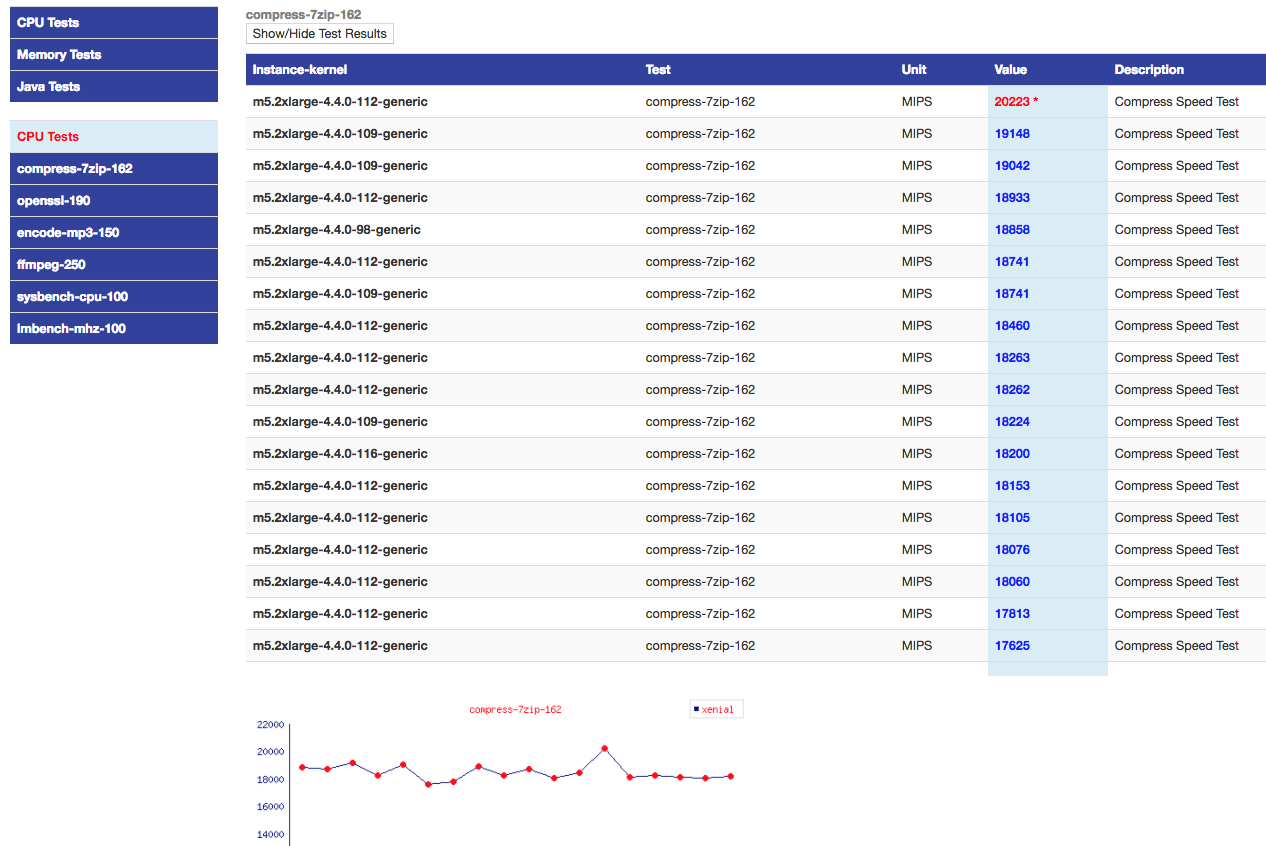 CPU Tests
Memory Tests
Java Tests
CPU Tests
compress-7zip-162
openssl-190
encode-mp3-150
ffmpeg-250
sysbench-cpu-100
lmbench-mhz-100
compress-7zip-162
Show/Hide Test Results
Instance-kernel Test Unit Value Description
m5.2xlarge-4.4.0-112-generic compress-7zip-162 MIPS 20223 * Compress Speed Test
m5.2xlarge-4.4.0-109-generic compress-7zip-162 MIPS 19148 Compress Speed Test
m5.2xlarge-4.4.0-109-generic compress-7zip-162 MIPS 19042 Compress Speed Test
m5.2xlarge-4.4.0-112-generic compress-7zip-162 MIPS 18933 Compress Speed Test
m5.2xlarge-4.4.0-98-generic compress-7zip-162 MIPS 18858 Compress Speed Test
m5.2xlarge-4.4.0-112-generic compress-7zip-162 MIPS 18741 Compress Speed Test
m5.2xlarge-4.4.0-109-generic compress-7zip-162 MIPS 18741 Compress Speed Test
m5.2xlarge-4.4.0-112-generic compress-7zip-162 MIPS 18460 Compress Speed Test
m5.2xlarge-4.4.0-112-generic compress-7zip-162 MIPS 18263 Compress Speed Test
m5.2xlarge-4.4.0-112-generic compress-7zip-162 MIPS 18262 Compress Speed Test
m5.2xlarge-4.4.0-109-generic compress-7zip-162 MIPS 18224 Compress Speed Test
m5.2xlarge-4.4.0-116-generic compress-7zip-162 MIPS 18200 Compress Speed Test
m5.2xlarge-4.4.0-112-generic compress-7zip-162 MIPS 18153 Compress Speed Test
m5.2xlarge-4.4.0-112-generic compress-7zip-162 MIPS 18105 Compress Speed Test
m5.2xlarge-4.4.0-112-generic compress-7zip-162 MIPS 18076 Compress Speed Test
m5.2xlarge-4.4.0-112-generic compress-7zip-162 MIPS 18060 Compress Speed Test
m5.2xlarge-4.4.0-112-generic compress-7zip-162 MIPS 17813 Compress Speed Test
m5.2xlarge-4.4.0-112-generic compress-7zip-162 MIPS 17625 Compress Speed Test
compress-7zip-162
xenial
22000
20000
18000
16000
14000